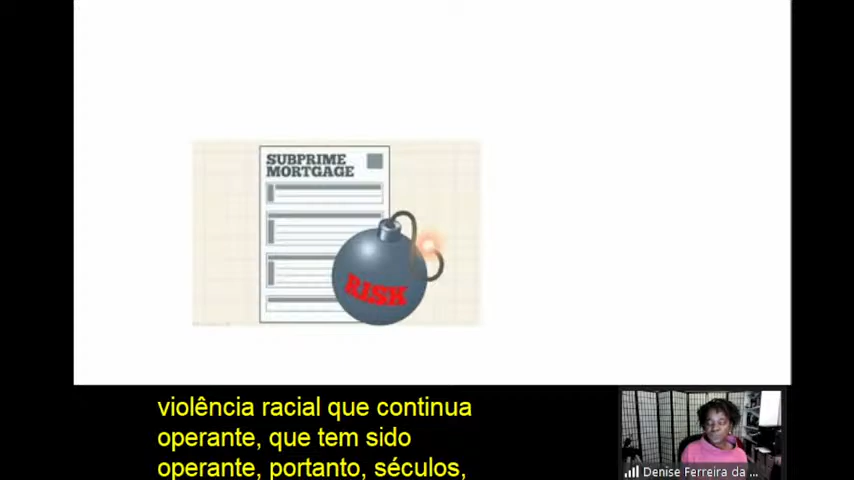 SUBPRIME
MORTGAGE
RISK
violência racial que continua
operante, que tem sido
operante, portanto, séculos,
Denise Ferreira da ...